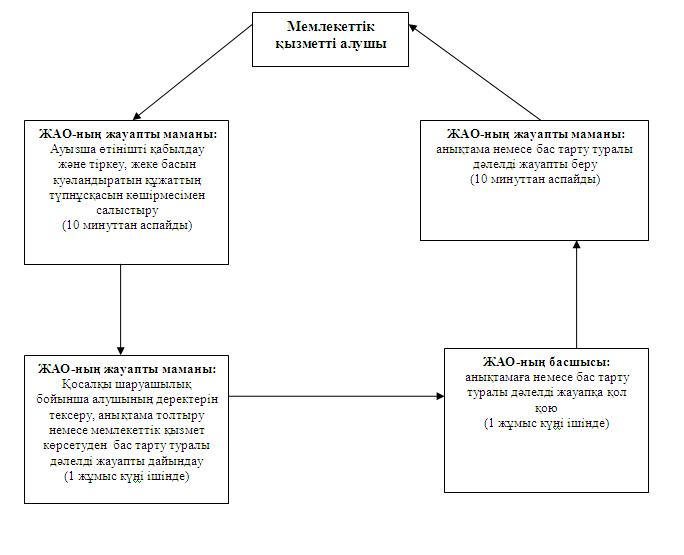 Мемлекеттік
қызметті алушы
ЖАО-ның жауапты маманы:
Ауызша өтінішті қабылдау
және тіркеу, жеке басын
куәландыратын құжаттың
түпнұсқасын көшірмесімен
салыстыру
(10 минуттан аспайды)
ЖАО-ның жауапты маманы:
Қосалқы шаруашылық
бойынша алушының деректерін
тексеру, анықтама толтыру
немесе мемлекеттік қызмет
көрсетуден бас тарту туралы
дәлелді жауапты дайындау
(1 жұмыс күңі ішінде)
ЖАО-ның басшысы:
анықтамаға немесе бас тарту
туралы дәлелді жауапқа қол
қою
(1 жұмыс күңі ішінде)
ЖАО-ның жауапты маманы:
анықтама немесе бас тарту туралы
дәлелді жауапты беру
(10 минуттан аспайды)